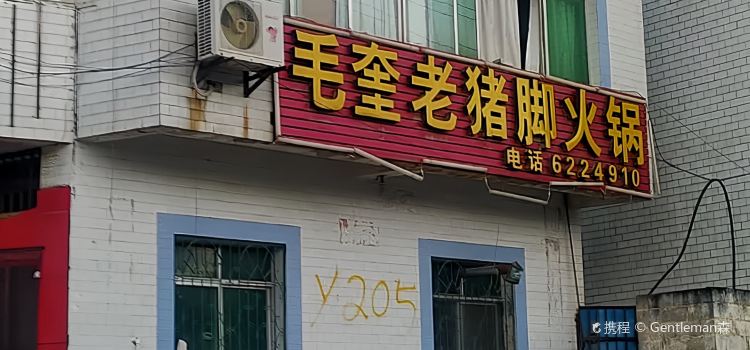 毛奎老猪脚火锅
电话 6224910
y.205
携程 © Gentleman森